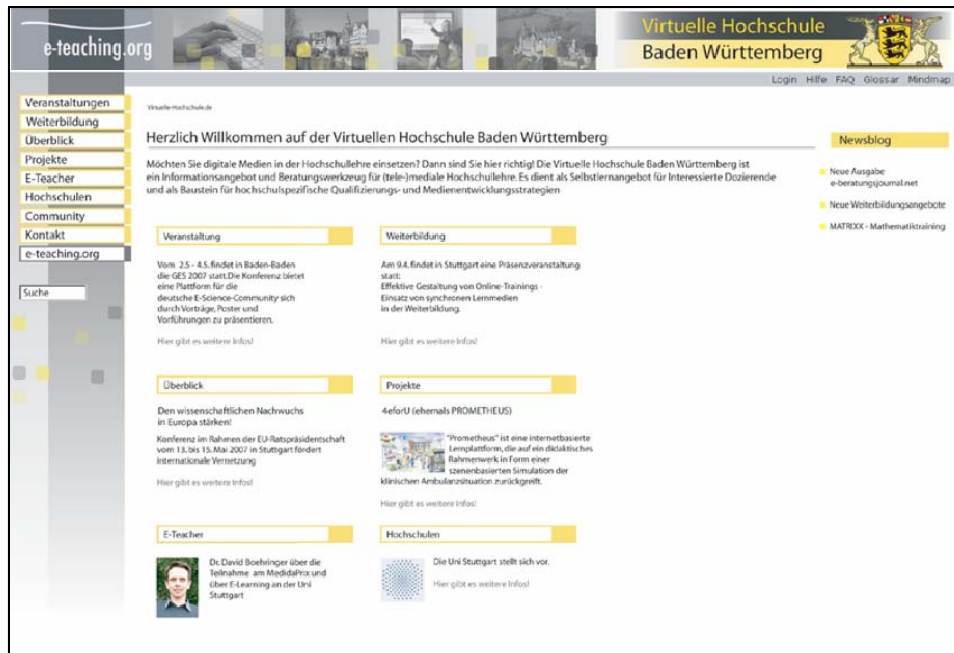 e-teaching.org
Virtuelle Hochschule
Baden Württemberg
Login Hilfe FAQ Glossar Mindmap
Veranstaltungen
Weiterbildung
Überblick
Projekte
E-Teacher
Hochschulen
Community
Kontakt
e-teaching.org
Suche
Virtuelle-Hochschule.de
Herzlich Willkommen auf der Virtuellen Hochschule Baden Württemberg
Möchten Sie digitale Medien in der Hochschullehre einsetzen? Dann sind Sie hier richtig! Die Virtuelle Hochschule Baden Württemberg ist
ein Informationsangebot und Beratungswerkzeug für (tele-)mediale Hochschullehre. Es dient als Selbstlernangebot für Interessierte Dozierende
und als Baustein für hochschulspezifische Qualifizierungs- und Medienentwicklungsstrategien
Veranstaltung
Vom 2.5 - 4.5. findet in Baden-Baden
die GES 2007 statt. Die Konferenz bietet
eine Plattform für die
deutsche E-Science-Community sich
durch Vorträge, Poster und
Vorführungen zu präsentieren.
Hier gibt es weitere Infos!
Weiterbildung
Am 9.4. findet in Stuttgart eine Präsenzveranstaltung
statt:
Effektive Gestaltung von Online-Trainings -
Einsatz von synchronen Lernmedien
in der Weiterbildung.
Hier gibt es weitere Infos!
Überblick
Den wissenschaftlichen Nachwuchs
in Europa stärken!
Konferenz im Rahmen der EU-Ratspräsidentschaft
vom 13. bis 15. Mai 2007 in Stuttgart fördert
internationale Vernetzung
Hier gibt es weitere Infos!
Projekte
4-eforU (ehemals PROMETHEUS)
"Prometheus" ist eine internetbasierte
Lernplattform, die auf ein didaktisches
Rahmenwerk in Form einer
szenenbasierten Simulation der
klinischen Ambulanzsituation zurückgreift.
Hier gibt es weitere Infos!
E-Teacher
Dr. David Boehringer über die
Teilnahme am MedidaPrix und
über E-Learning an der Uni
Stuttgart
Hochschulen
Die Uni Stuttgart stellt sich vor.
Hier gibt es weitere Infos!
Newsblog
Neue Ausgabe
e-beratungsjournal.net
Neue Weiterbildungsangebote
MATRIXX - Mathematiktraining